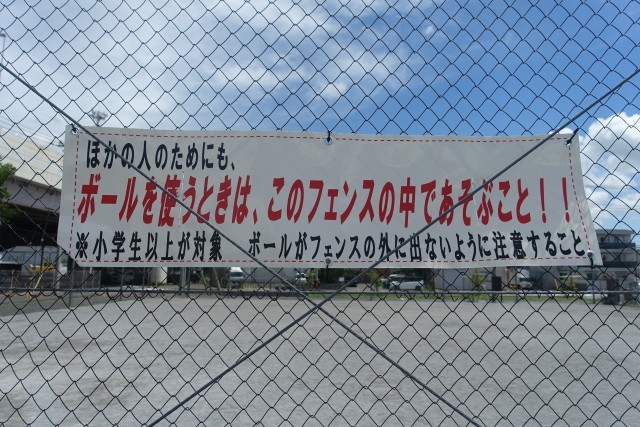 ほかの人のためにも、
ボールを使うときは、このフェンスの中であそぶこと！！
※小学生以上が対象　ボールがフェンスの外に出ないように注意すること。